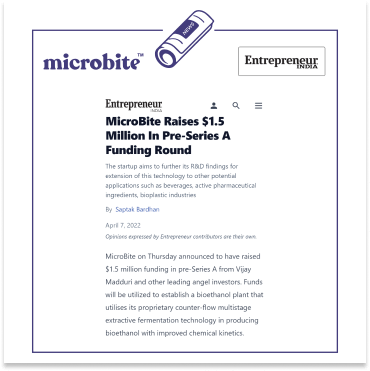 microbite™
NEWS
Entrepreneur
INDIA
Entrepreneur
INDIA
MicroBite Raises $1.5
Million In Pre-Series A
Funding Round
The startup aims to further its R&D findings for
extension of this technology to other potential
applications such as beverages, active pharmaceutical
ingredients, bioplastic industries
By Saptak Bardhan
April 7, 2022
Opinions expressed by Entrepreneur contributors are their own.
MicroBite on Thursday announced to have raised
$1.5 million funding in pre-Series A from Vijay
Madduri and other leading angel investors. Funds
will be utilized to establish a bioethanol plant that
utilises its proprietary counter-flow multistage
extractive fermentation technology in producing
bioethanol with improved chemical kinetics.